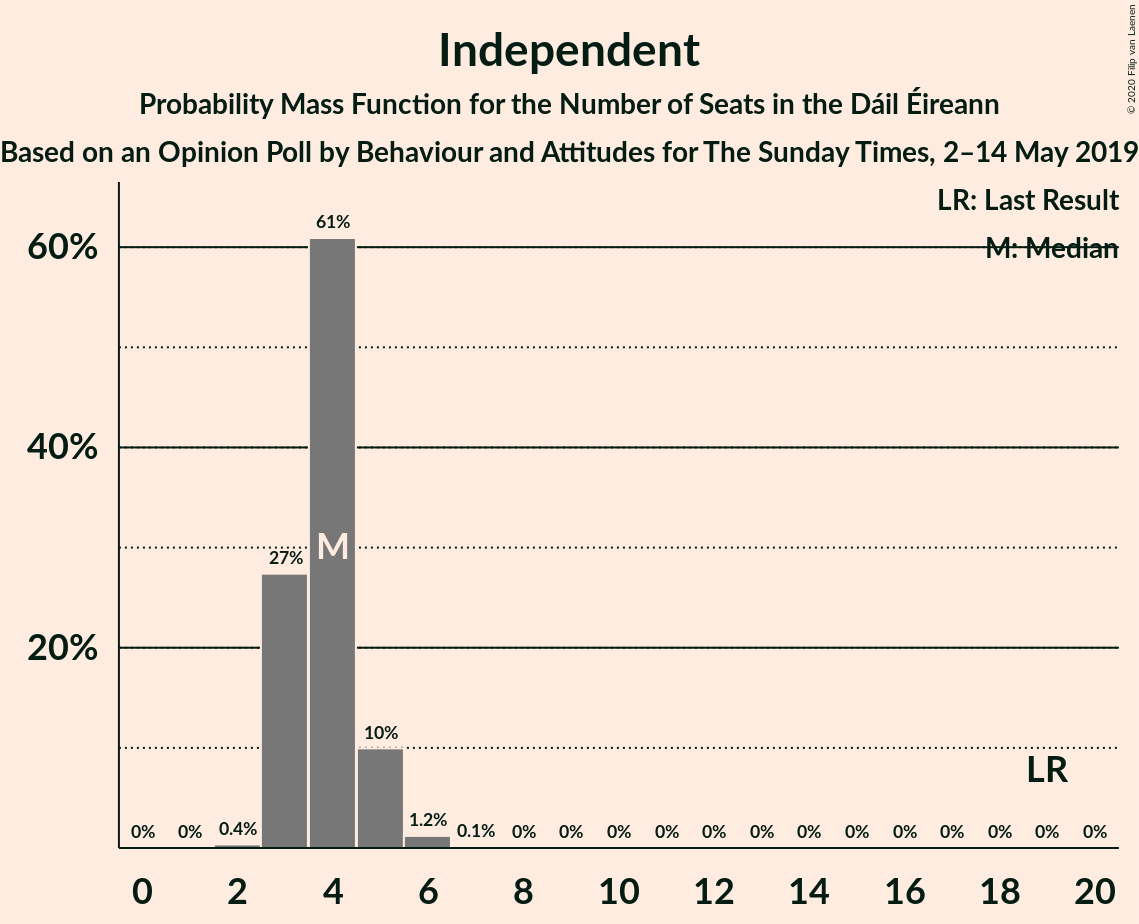 Independent
Probability Mass Function for the Number of Seats in the Dáil Éireann
Based on an Opinion Poll by Behaviour and Attitudes for The Sunday Times, 2–14 May 2019
© 2020 Filip van Laenen
LR: Last Result
M: Median
60%
40%
20%
61%
M
27%
10%
LR
0% 0% 0.4% 1.2% 0.1% 0% 0% 0% 0% 0% 0% 0% 0% 0% 0% 0% 0% 0%
0 2 4 6 8 10 12 14 16 18 20